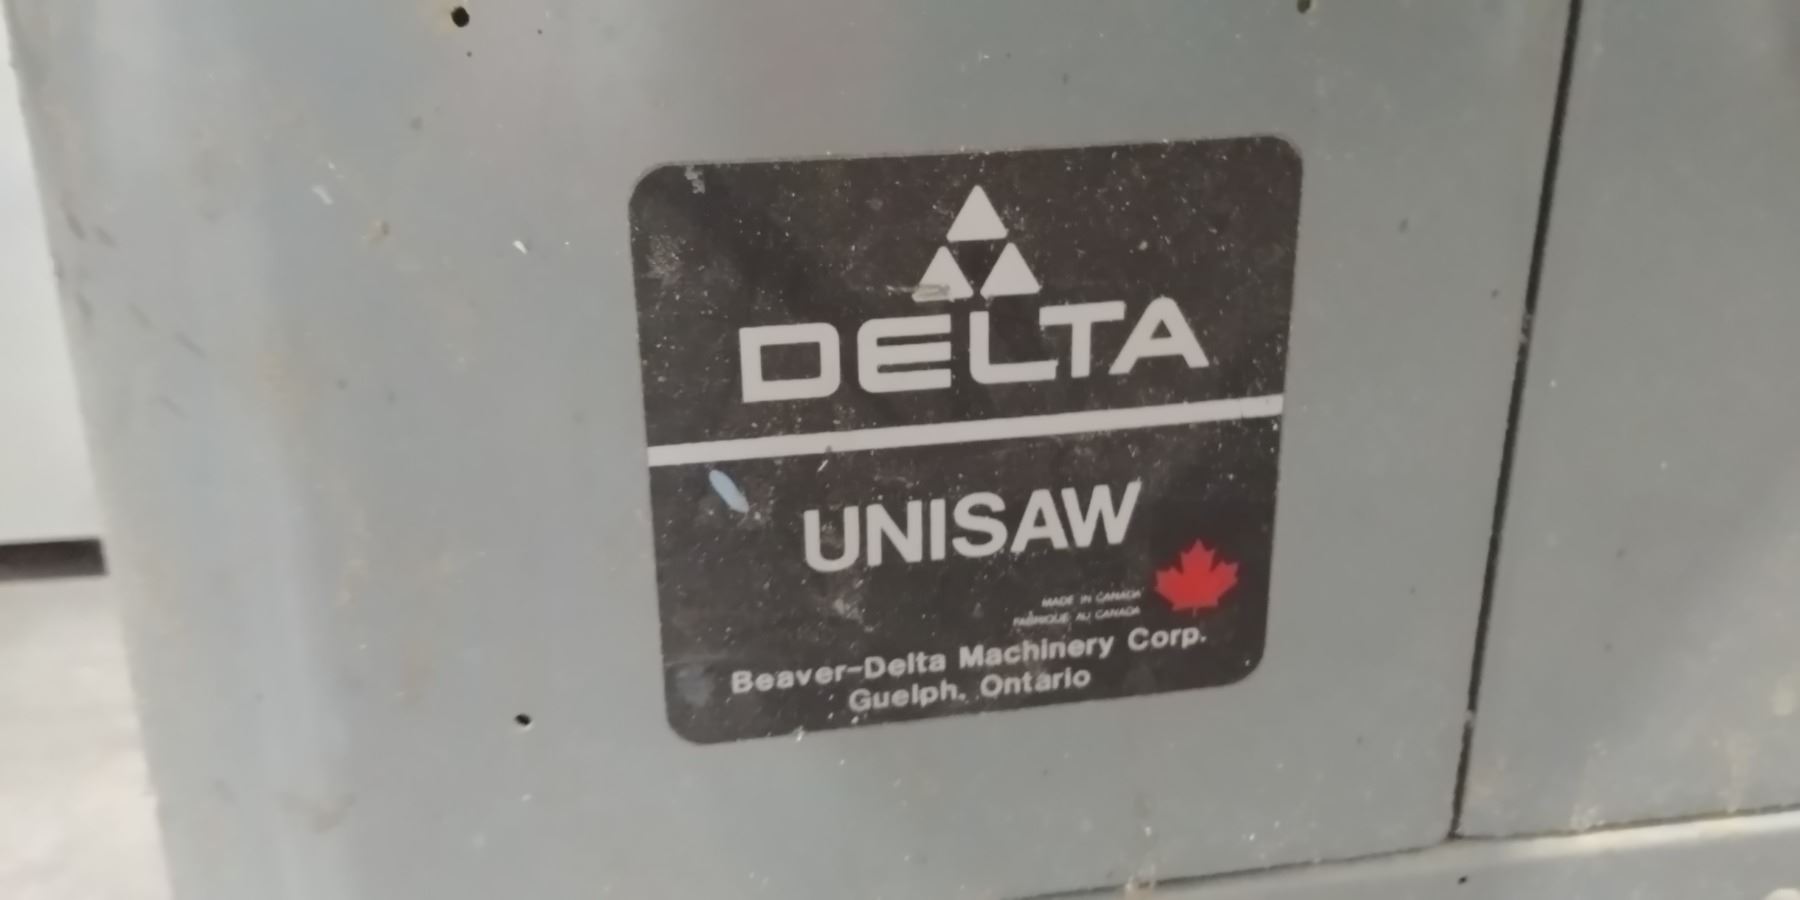 DELTA
UNISAW
MADE IN CANADA
FABRIQUÉ AU CANADA
Beaver-Delta Machinery Corp.
Guelph, Ontario